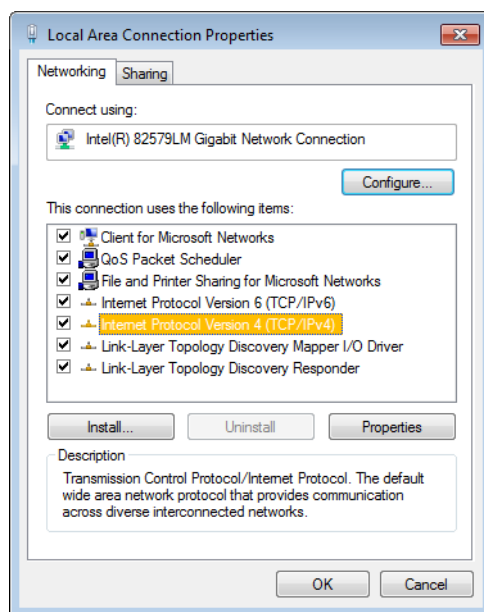 Local Area Connection Properties
Networking
Sharing
Connect using:
Intel(R) 82579LM Gigabit Network Connection
Configure...
This connection uses the following items:
Client for Microsoft Networks
QoS Packet Scheduler
File and Printer Sharing for Microsoft Networks
Internet Protocol Version 6 (TCP/IPv6)
Internet Protocol Version 4 (TCP/IPv4)
Link-Layer Topology Discovery Mapper I/O Driver
Link-Layer Topology Discovery Responder
Install...
Uninstall
Properties
Description
Transmission Control Protocol/Internet Protocol. The default
wide area network protocol that provides communication
across diverse interconnected networks.
OK
Cancel